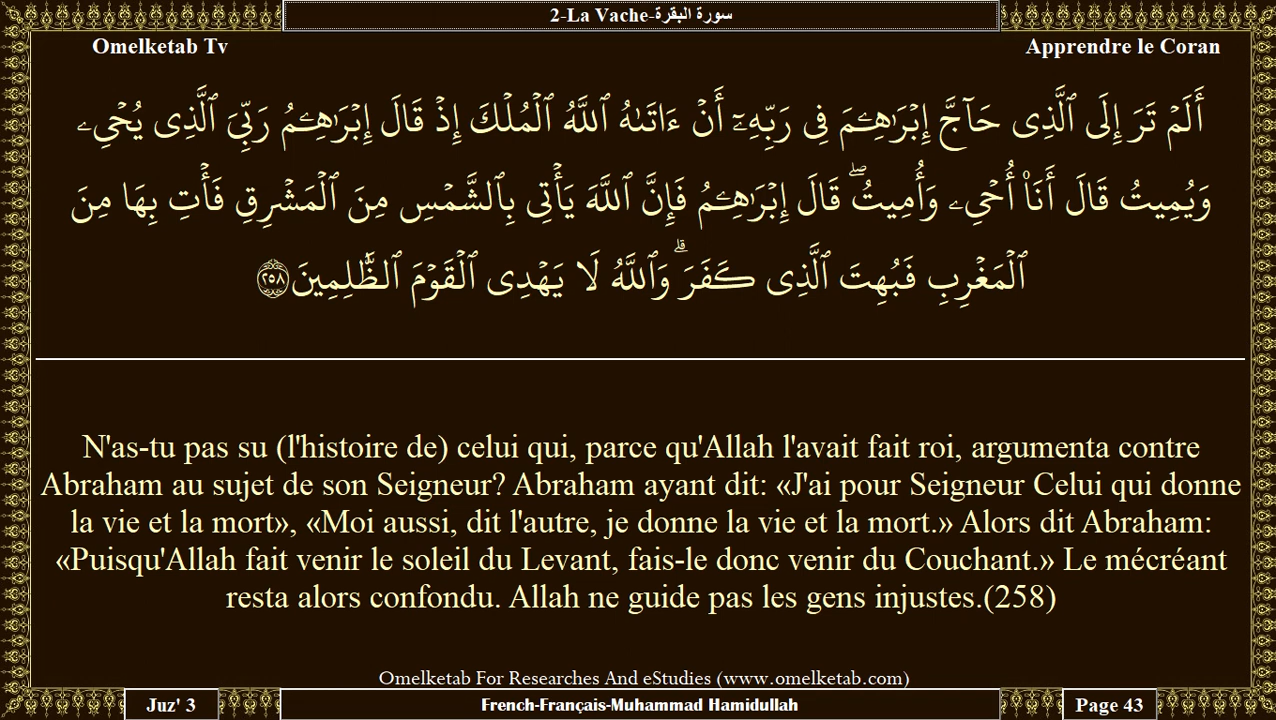 2-La Vache-سورة البقرة
Omelketab Tv
Apprendre le Coran
أَلَمۡ تَرَ إِلَى ٱلَّذِى حَآجَّ إِبۡرَٰهِـۧمَ فِى رَبِّهِۦٓ أَنۡ ءَاتَىٰهُ ٱللَّهُ ٱلۡمُلۡكَ إِذۡ قَالَ إِبۡرَٰهِـۧمُ رَبِّىَ ٱلَّذِى يُحۡىِۦ
وَيُمِيتُ قَالَ أَنَا۠ أُحۡىِۦ وَأُمِيتُۖ قَالَ إِبۡرَٰهِـۧمُ فَإِنَّ ٱللَّهَ يَأۡتِى بِٱلشَّمۡسِ مِنَ ٱلۡمَشۡرِقِ فَأۡتِ بِهَا مِنَ
ٱلۡمَغۡرِبِ فَبُهِتَ ٱلَّذِى كَفَرَۗ وَٱللَّهُ لَا يَهۡدِى ٱلۡقَوۡمَ ٱلظَّٰلِمِينَ ٢٥٨
N'as-tu pas su (l'histoire de) celui qui, parce qu'Allah l'avait fait roi, argumenta contre
Abraham au sujet de son Seigneur? Abraham ayant dit: «J'ai pour Seigneur Celui qui donne
la vie et la mort», «Moi aussi, dit l'autre, je donne la vie et la mort.» Alors dit Abraham:
«Puisqu'Allah fait venir le soleil du Levant, fais-le donc venir du Couchant.» Le mécréant
resta alors confondu. Allah ne guide pas les gens injustes.(258)
Omelketab For Researches And eStudies (www.omelketab.com)
Juz' 3
French-Français-Muhammad Hamidullah
Page 43